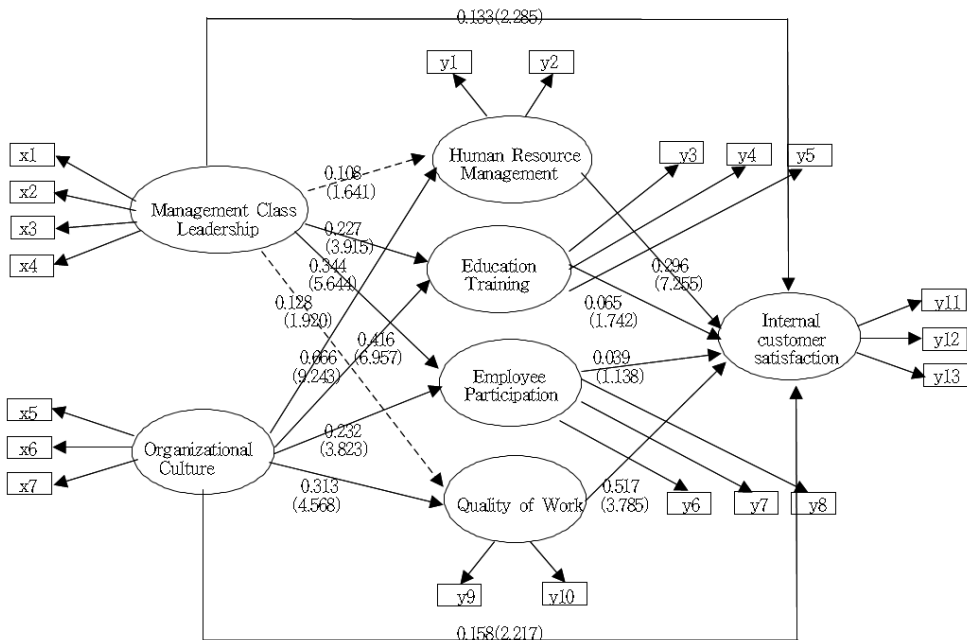 0.133(2.285)
y1
y2
x1
x2
x3
x4
Management Class
Leadership
Human Resource
Management
y3
y4
y5
0.108
(1.641)
0.227
(3.915)
0.344
(5.644)
Education
Training
0.296
(7.255)
0.065
(1.742)
0.128
(1.920)
0.416
(6.957)
0.666
(9.243)
Internal
customer
satisfaction
y11
y12
y13
0.039
(1.138)
Employee
Participation
x5
x6
x7
Organizational
Culture
0.232
(3.823)
0.313
(4.568)
Quality of Work
0.517
(3.785)
y6
y7
y8
y9
y10
0.158(2.217)